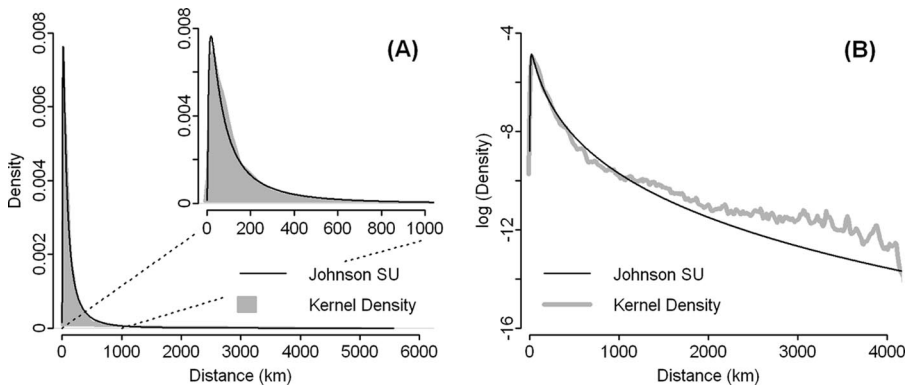 (A)
Density
0.008
0.006
0.004
0.002
0
0.008
0.004
0
0 200 400 600 800 1000
Johnson SU
Kernel Density
0 1000 2000 3000 4000 5000 6000
Distance (km)
(B)
log (Density)
-4
-8
-12
-16
Johnson SU
Kernel Density
0 1000 2000 3000 4000
Distance (km)